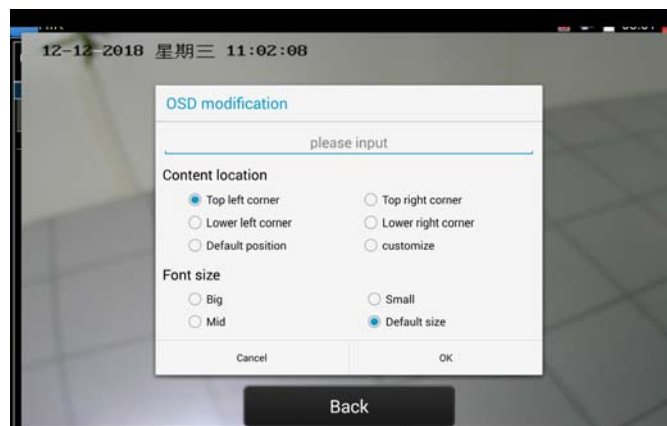 12-12-2018 星期三 11:02:08
OSD modification
please input
Content location
Top left corner
Top right corner
Lower left corner
Lower right corner
Default position
customize
Font size
Big
Small
Mid
Default size
Cancel
OK
Back